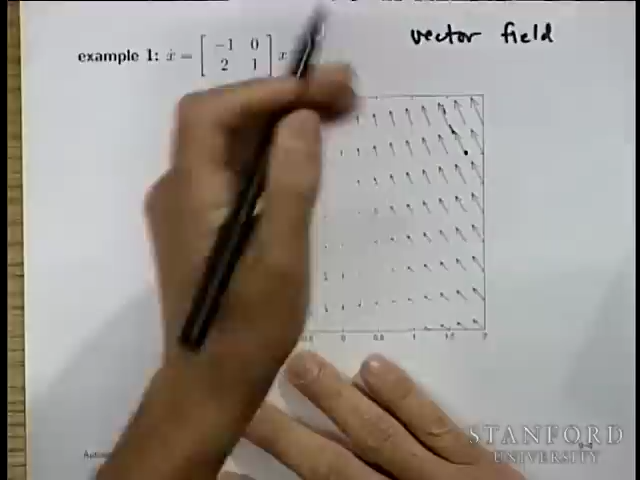 vector field
example 1: ẋ = [ -1 0 ; 2 1 ] x
0 0.5 1 1.5 2
STANFORD
UNIVERSITY